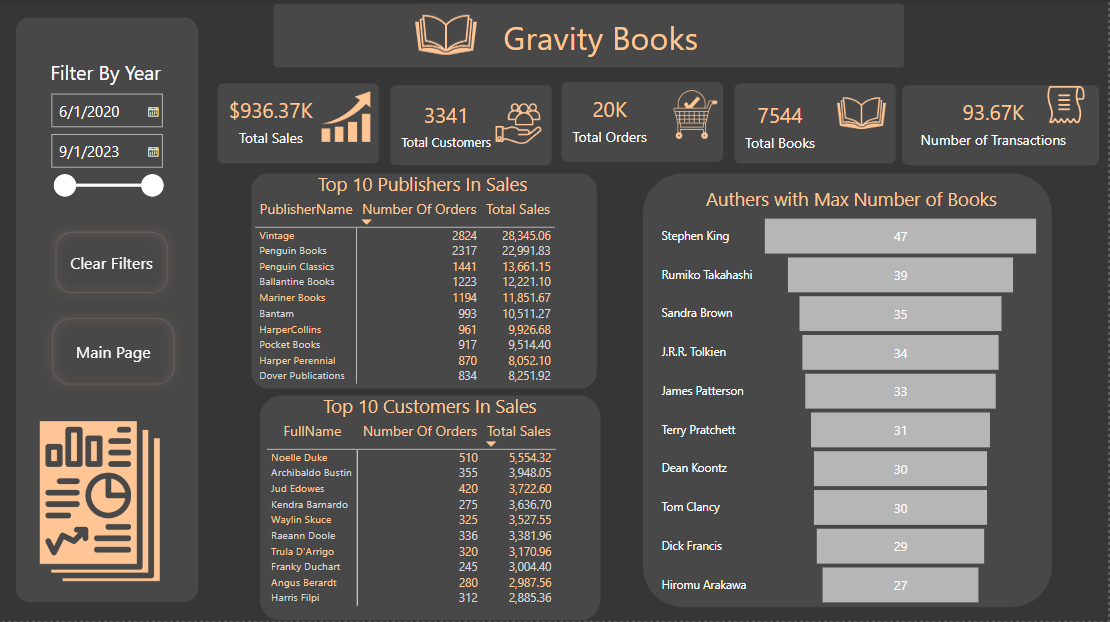 Gravity Books
Filter By Year
6/1/2020
9/1/2023
Clear Filters
Main Page
$936.37K
Total Sales
3341
Total Customers
20K
Total Orders
7544
Total Books
93.67K
Number of Transactions
Top 10 Publishers In Sales
PublisherName Number Of Orders Total Sales
Vintage 2824 28,345.06
Penguin Books 2317 22,991.83
Penguin Classics 1441 13,661.15
Ballantine Books 1223 12,221.10
Mariner Books 1194 11,851.67
Bantam 993 10,511.27
HarperCollins 961 9,926.68
Pocket Books 917 9,514.40
Harper Perennial 870 8,052.10
Dover Publications 834 8,251.92
Top 10 Customers In Sales
FullName Number Of Orders Total Sales
Noelle Duke 510 5,554.32
Archibaldo Bustin 355 3,948.05
Jud Edowes 420 3,722.60
Kendra Barnardo 275 3,636.70
Waylin Skuce 325 3,527.55
Raeann Doole 336 3,381.96
Trula D'Arrigo 320 3,170.96
Franky Duchart 245 3,004.40
Angus Berardt 280 2,987.56
Harris Filpi 312 2,885.36
Authers with Max Number of Books
Stephen King 47
Rumiko Takahashi 39
Sandra Brown 35
J.R.R. Tolkien 34
James Patterson 33
Terry Pratchett 31
Dean Koontz 30
Tom Clancy 30
Dick Francis 29
Hiromu Arakawa 27